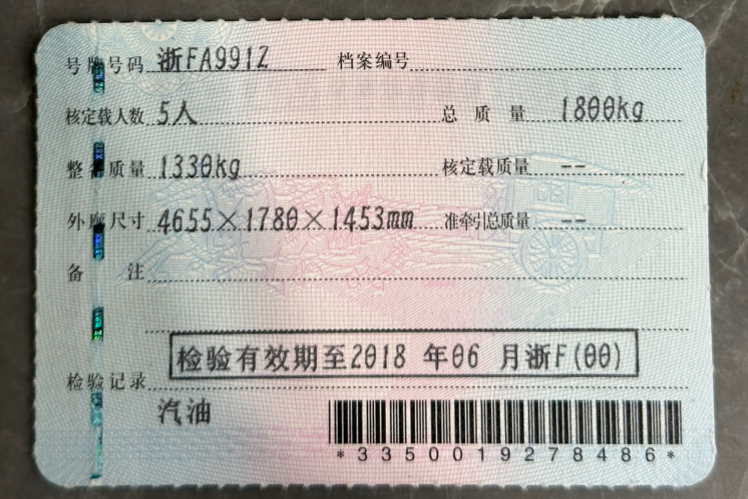 号牌号码 浙FA991Z 档案编号
核定载人数 5人 总质量 1800kg
整备质量 1330kg 核定载质量 --
外廓尺寸 4655×1780×1453mm 准牵引总质量 --
备注
检验有效期至2018 年06 月浙F(00)
检验记录
汽油
*3350019278486*